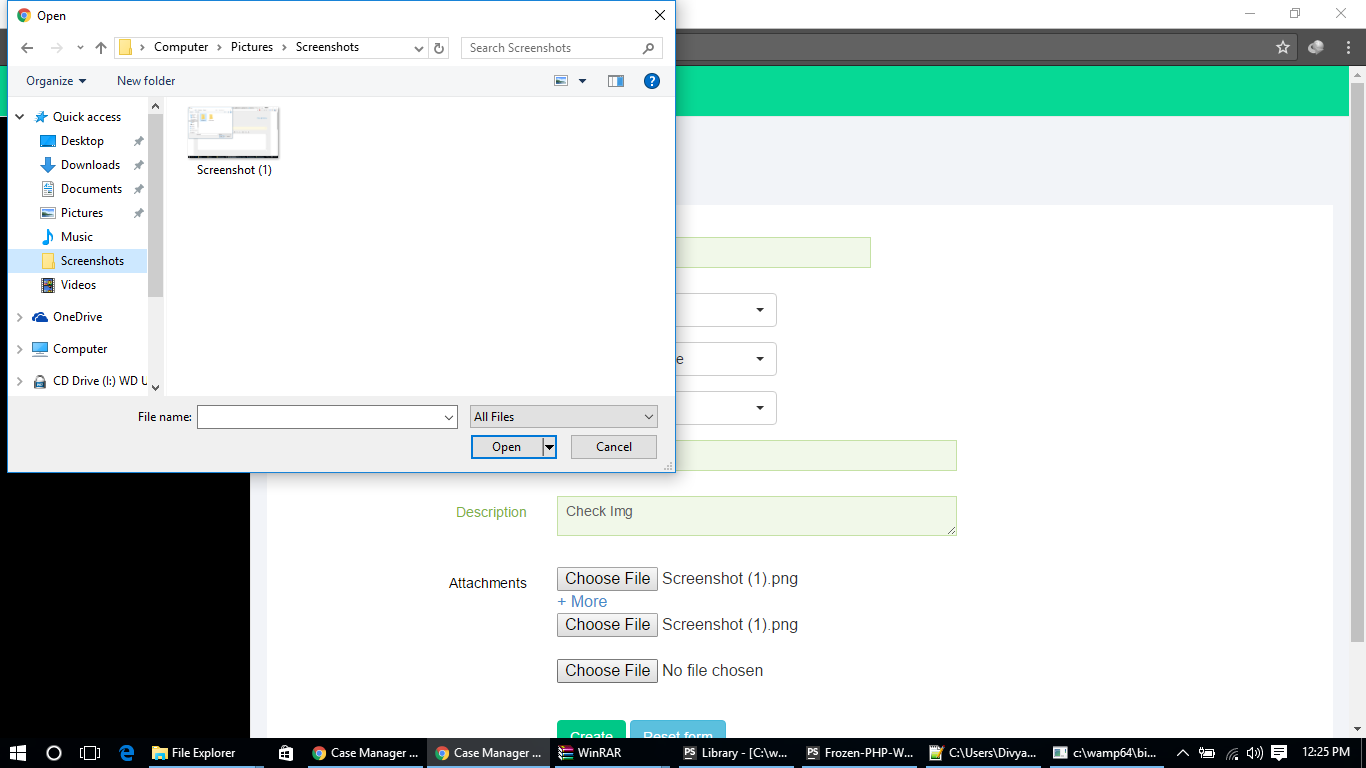 Open
Computer
Pictures
Screenshots
Search Screenshots
Organize
New folder
?
Quick access
Desktop
Downloads
Documents
Pictures
Music
Screenshots
Videos
OneDrive
Computer
CD Drive (I:) WD U
Screenshot (1)
File name:
All Files
Open
Cancel
e
Description
Check Img
Attachments
Choose File Screenshot (1).png
+ More
Choose File Screenshot (1).png
Choose File No file chosen
Create
Reset form
File Explorer
Case Manager ...
Case Manager ...
WinRAR
Library - [C:\w...
Frozen-PHP-W...
C:\Users\Divya...
c:\wamp64\bi...
12:25 PM